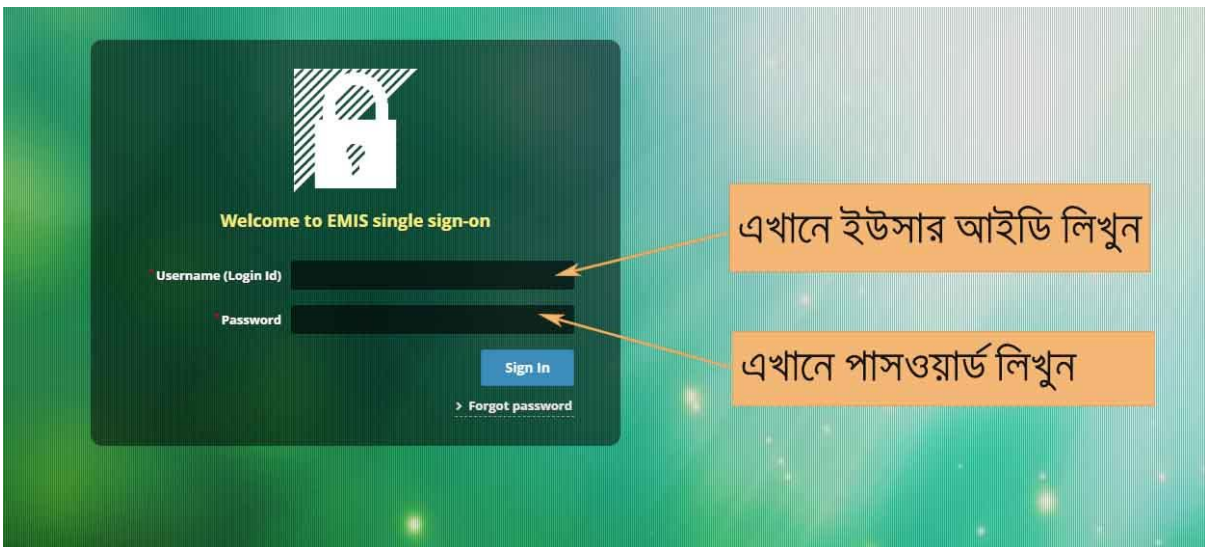 Welcome to EMIS single sign-on
এখানে ইউসার আইডি লিখুন
* Username (Login Id)
* Password
এখানে পাসওয়ার্ড লিখুন
Sign In
> Forgot password